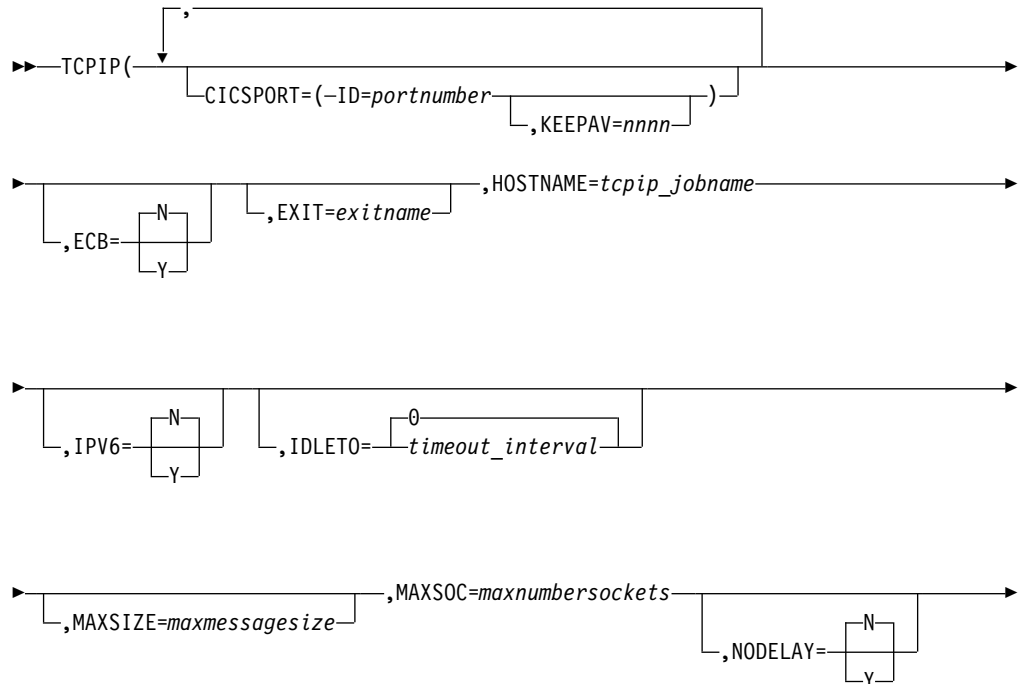 ,
TCPIP(
CICSPORT=( ID=portnumber )
,KEEPAV=nnnn
,HOSTNAME=tcpip_jobname
,ECB= N
Y
,EXIT=exitname
,IPV6= N
Y
,IDLETO= 0
timeout_interval
,MAXSIZE=maxmessagesize
,MAXSOC=maxnumbersockets
,NODELAY= N
Y